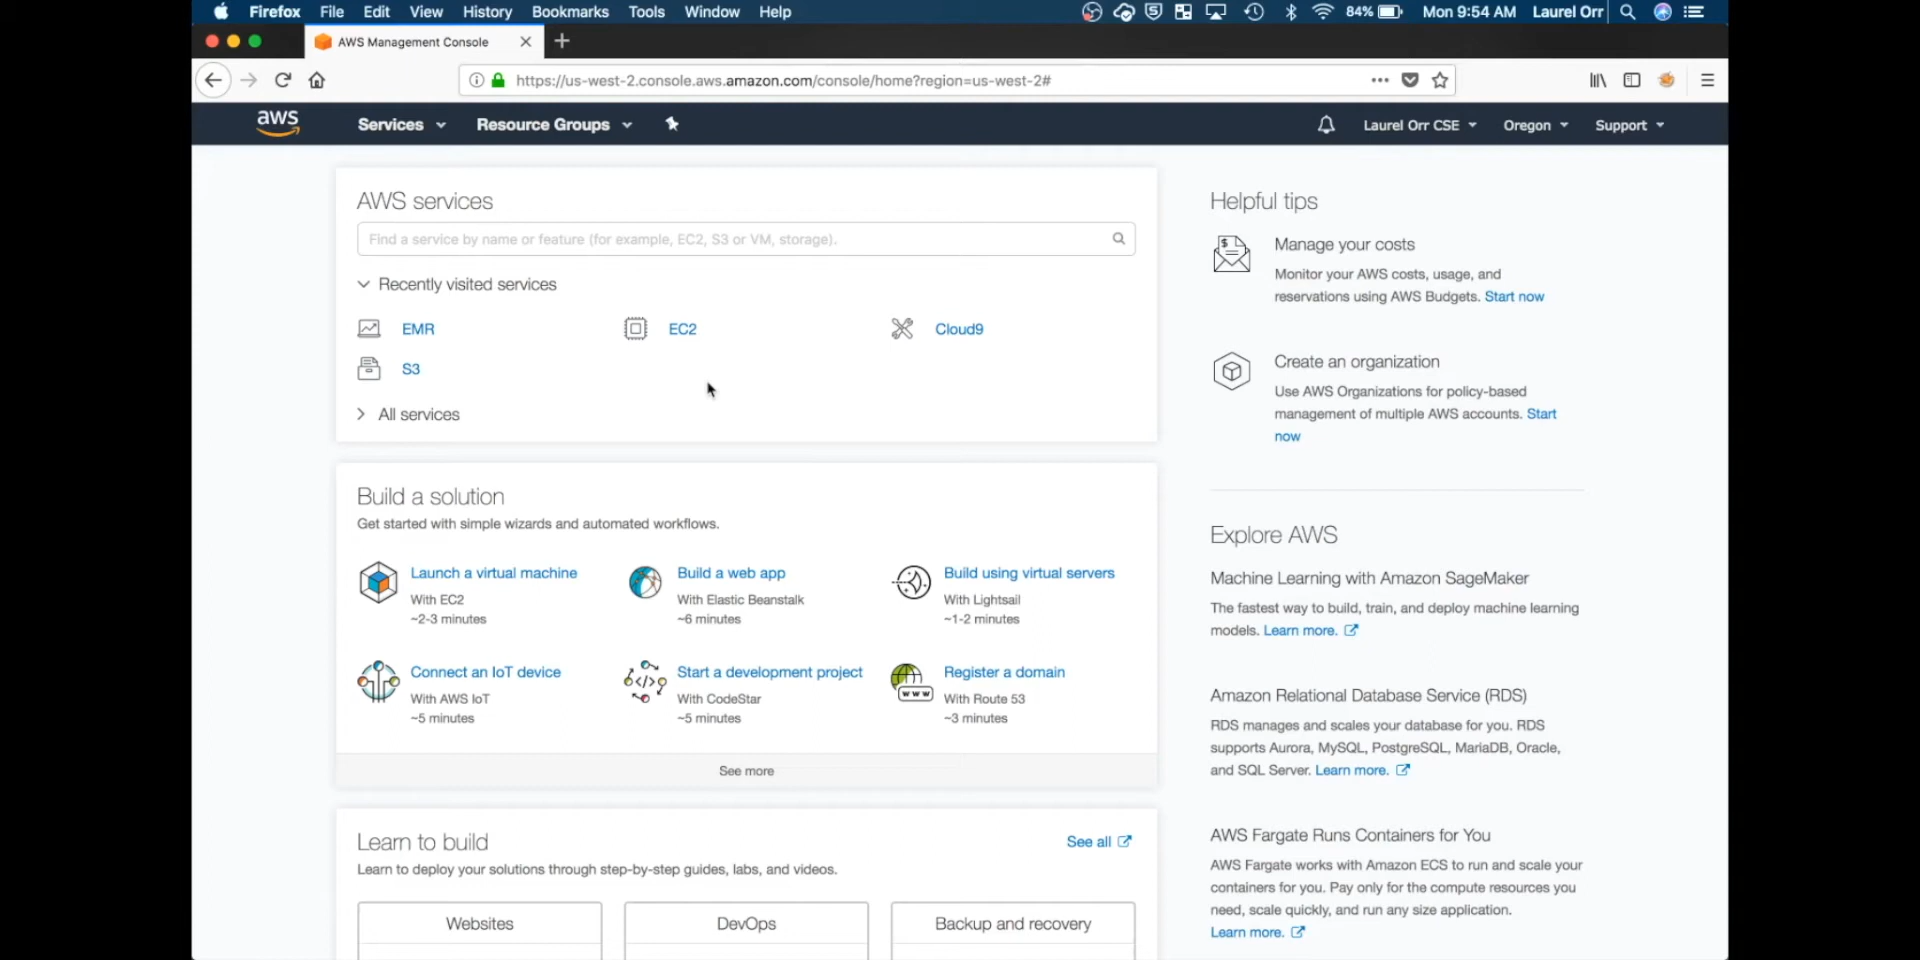 Firefox File Edit View History Bookmarks Tools Window Help 84% Mon 9:54 AM Laurel Orr
AWS Management Console
https://us-west-2.console.aws.amazon.com/console/home?region=us-west-2#
aws Services Resource Groups Laurel Orr CSE Oregon Support
AWS services
Find a service by name or feature (for example, EC2, S3 or VM, storage).
Recently visited services
EMR EC2 Cloud9
S3
All services
Build a solution
Get started with simple wizards and automated workflows.
Launch a virtual machine
With EC2
~2-3 minutes
Build a web app
With Elastic Beanstalk
~6 minutes
Build using virtual servers
With Lightsail
~1-2 minutes
Connect an IoT device
With AWS IoT
~5 minutes
Start a development project
With CodeStar
~5 minutes
Register a domain
With Route 53
~3 minutes
See more
Learn to build
See all
Learn to deploy your solutions through step-by-step guides, labs, and videos.
Websites DevOps Backup and recovery
Helpful tips
Manage your costs
Monitor your AWS costs, usage, and
reservations using AWS Budgets. Start now
Create an organization
Use AWS Organizations for policy-based
management of multiple AWS accounts. Start
now
Explore AWS
Machine Learning with Amazon SageMaker
The fastest way to build, train, and deploy machine learning
models. Learn more.
Amazon Relational Database Service (RDS)
RDS manages and scales your database for you. RDS
supports Aurora, MySQL, PostgreSQL, MariaDB, Oracle,
and SQL Server. Learn more.
AWS Fargate Runs Containers for You
AWS Fargate works with Amazon ECS to run and scale your
containers for you. Pay only for the compute resources you
need, scale quickly, and run any size application.
Learn more.